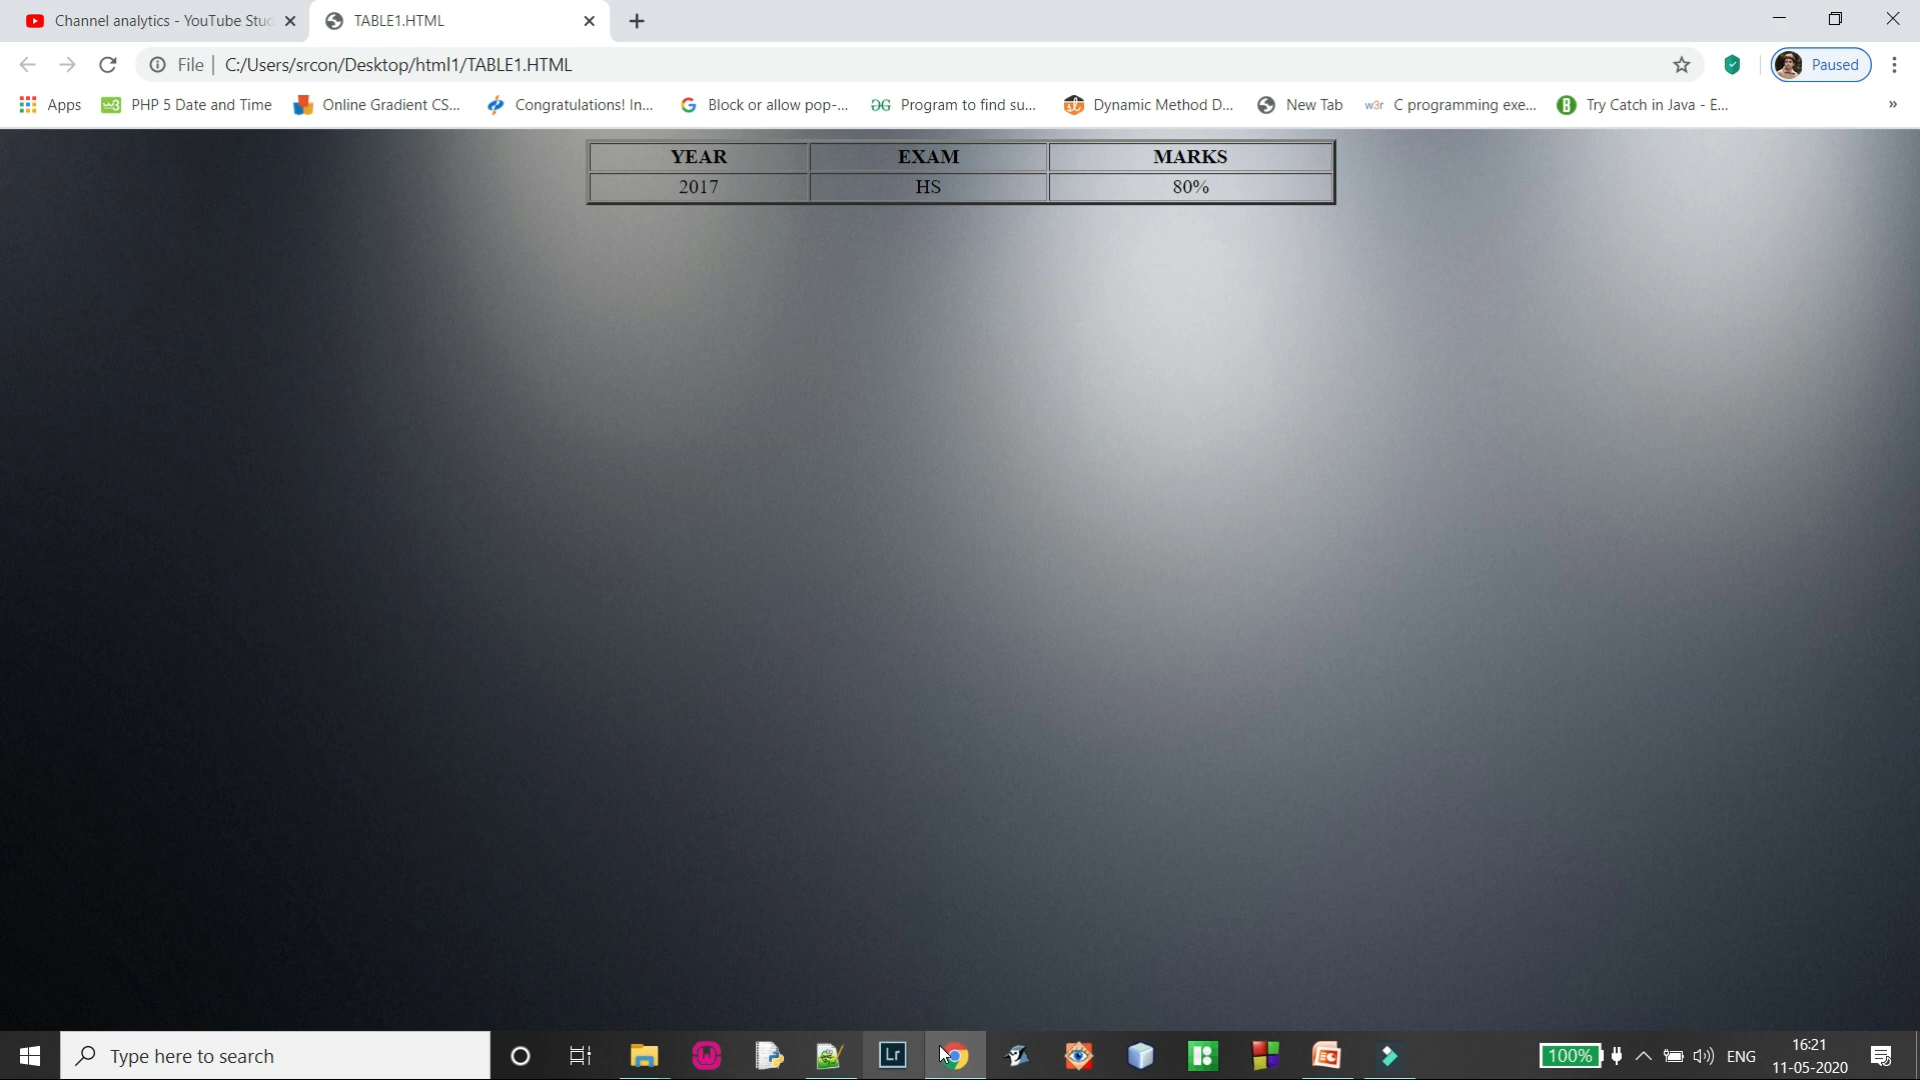 Channel analytics - YouTube Stud
TABLE1.HTML
File | C:/Users/srcon/Desktop/html1/TABLE1.HTML
Paused
Apps
PHP 5 Date and Time
Online Gradient CS...
Congratulations! In...
Block or allow pop-...
Program to find su...
Dynamic Method D...
New Tab
w3r
C programming exe...
Try Catch in Java - E...
»
YEAR EXAM MARKS
2017 HS 80%
Type here to search
Lr
100%
ENG
16:21
11-05-2020